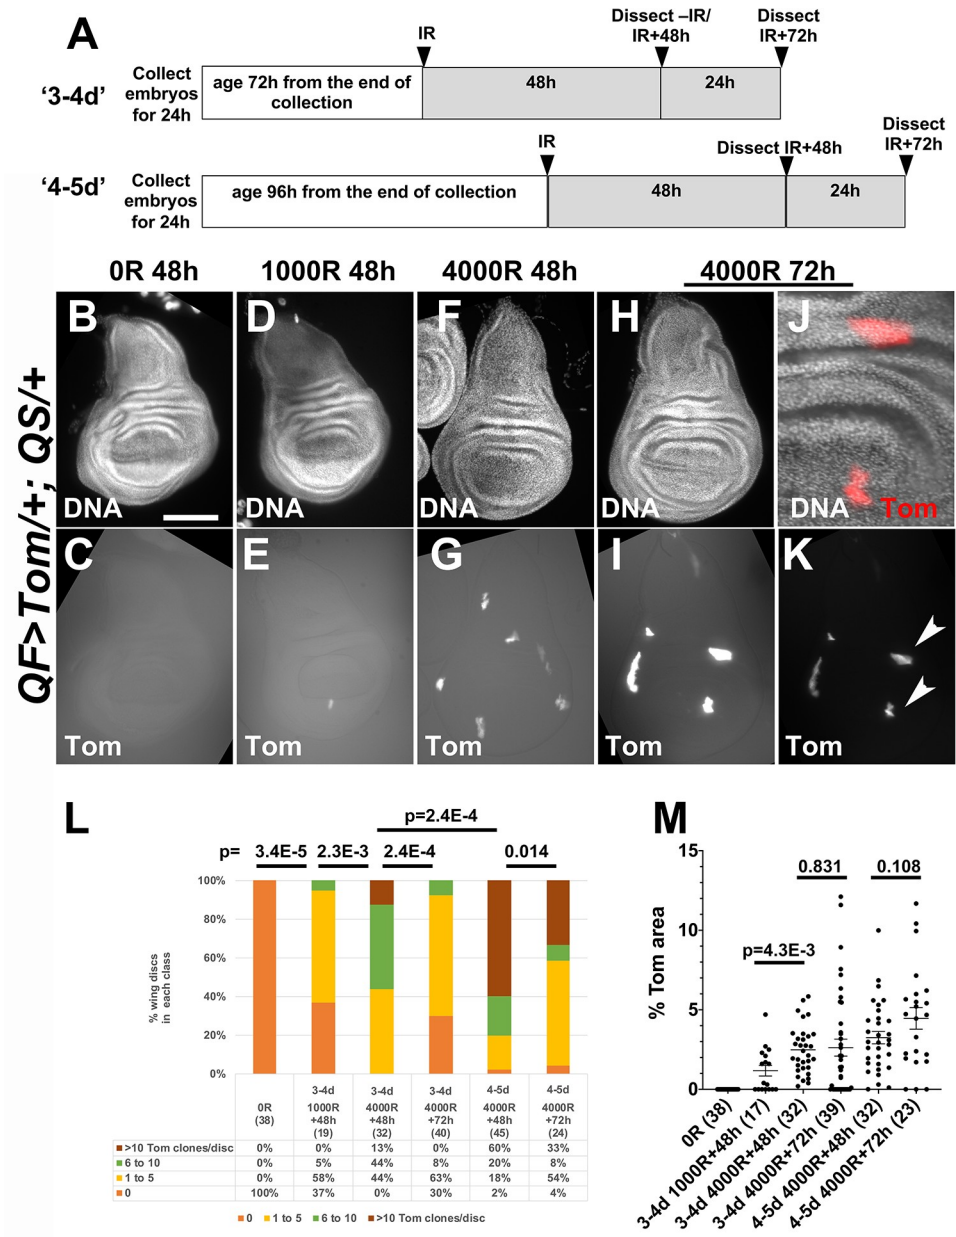 A
‘3-4d’
Collect
embryos
for 24h
age 72h from the end of
collection
IR
48h
Dissect –IR/
IR+48h
24h
Dissect
IR+72h
‘4-5d’
Collect
embryos
for 24h
age 96h from the end of collection
IR
48h
Dissect IR+48h
24h
Dissect
IR+72h
QF>Tom/+; QS/+
0R 48h
1000R 48h
4000R 48h
4000R 72h
B
DNA
D
DNA
F
DNA
H
DNA
J
DNA
Tom
C
Tom
E
Tom
G
Tom
I
Tom
K
Tom
L
p=2.4E-4
p= 3.4E-5 2.3E-3 2.4E-4 0.014
% wing discs
in each class
100%
80%
60%
40%
20%
0%
0R
(38)
3-4d
1000R
+48h
(19)
3-4d
4000R
+48h
(32)
3-4d
4000R
+72h
(40)
4-5d
4000R
+48h
(45)
4-5d
4000R
+72h
(24)
>10 Tom clones/disc 0% 0% 13% 0% 60% 33%
6 to 10 0% 5% 44% 8% 20% 8%
1 to 5 0% 58% 44% 63% 18% 54%
0 100% 37% 0% 30% 2% 4%
0 1 to 5 6 to 10 >10 Tom clones/disc
M
% Tom area
15
10
5
0
p=4.3E-3
0.831
0.108
0R (38)
3-4d 1000R+48h (17)
3-4d 4000R+48h (32)
3-4d 4000R+72h (39)
4-5d 4000R+48h (32)
4-5d 4000R+72h (23)